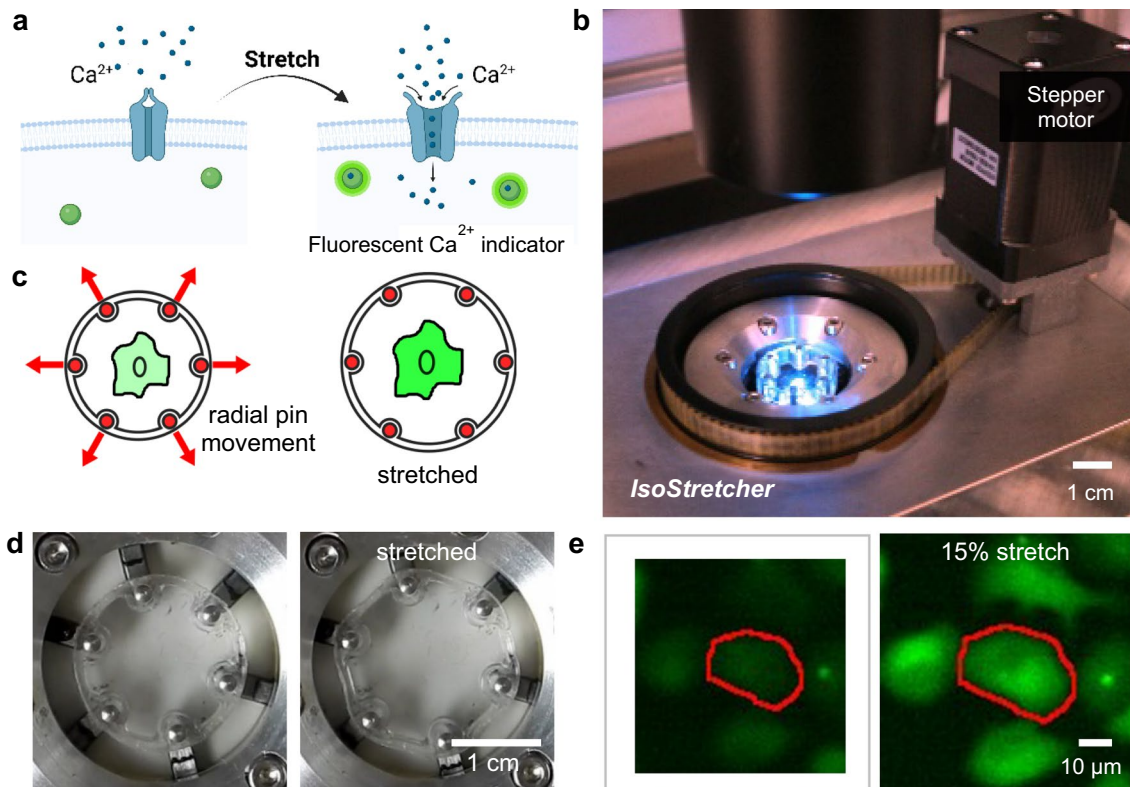 a
Ca²⁺
Stretch
Ca²⁺
Fluorescent Ca²⁺ indicator
b
Stepper
motor
IsoStretcher
1 cm
c
radial pin
movement
stretched
d
stretched
1 cm
e
15% stretch
10 µm